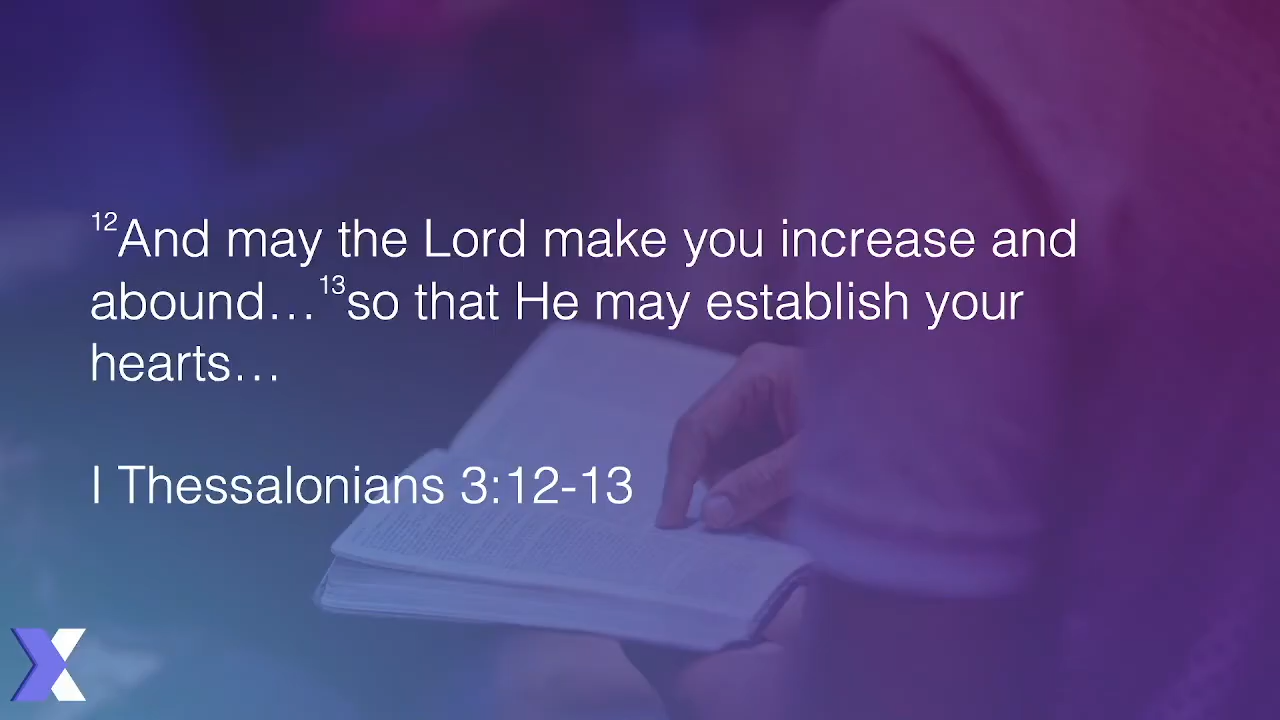 ¹²And may the Lord make you increase and
abound…¹³so that He may establish your
hearts…
I Thessalonians 3:12-13